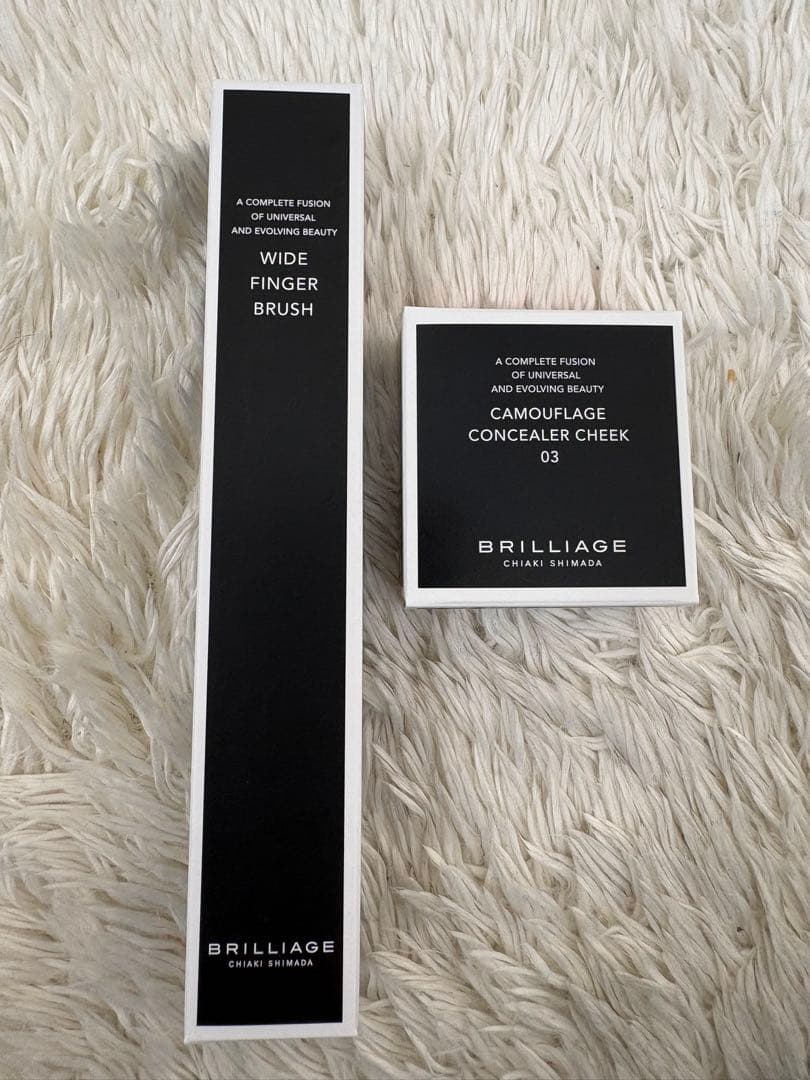 A COMPLETE FUSION
OF UNIVERSAL
AND EVOLVING BEAUTY
WIDE
FINGER
BRUSH
BRILLIAGE
CHIAKI SHIMADA
A COMPLETE FUSION
OF UNIVERSAL
AND EVOLVING BEAUTY
CAMOUFLAGE
CONCEALER CHEEK
03
BRILLIAGE
CHIAKI SHIMADA